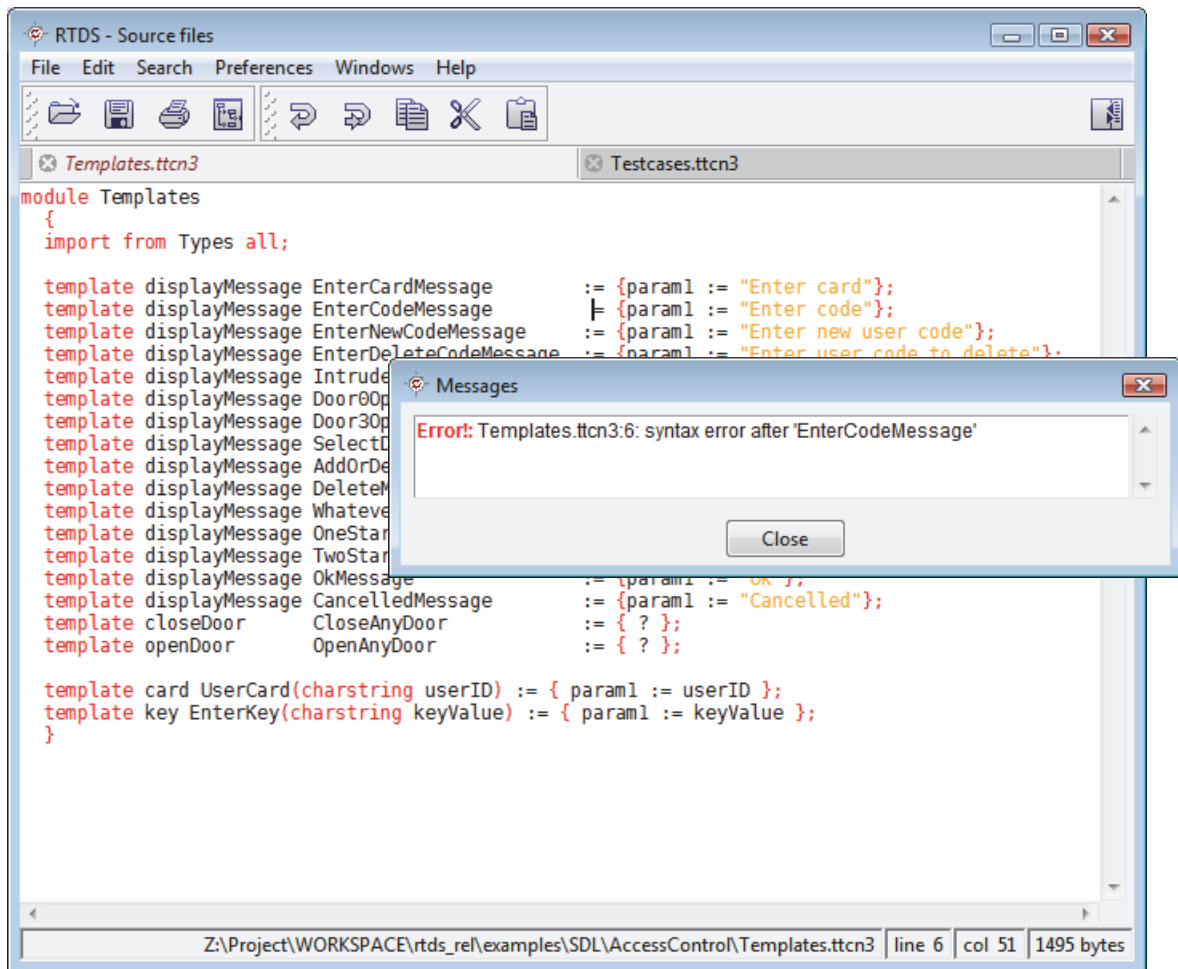 RTDS - Source files
File Edit Search Preferences Windows Help
Templates.ttcn3 Testcases.ttcn3
module Templates
{
import from Types all;
template displayMessage EnterCardMessage := {param1 := "Enter card"};
template displayMessage EnterCodeMessage = {param1 := "Enter code"};
template displayMessage EnterNewCodeMessage := {param1 := "Enter new user code"};
template displayMessage EnterDeleteCodeMessage := {param1 := "Enter user code to delete"};
template displayMessage Intrude
template displayMessage Door0Op
template displayMessage Door3Op
template displayMessage SelectD
template displayMessage AddOrDe
template displayMessage DeleteM
template displayMessage Whateve
template displayMessage OneStar
template displayMessage TwoStar
template displayMessage OkMessage := {param1 := "Ok"};
template displayMessage CancelledMessage := {param1 := "Cancelled"};
template closeDoor CloseAnyDoor := { ? };
template openDoor OpenAnyDoor := { ? };
template card UserCard(charstring userID) := { param1 := userID };
template key EnterKey(charstring keyValue) := { param1 := keyValue };
}
Messages
Error!: Templates.ttcn3:6: syntax error after 'EnterCodeMessage'
Close
Z:\Project\WORKSPACE\rtds_rel\examples\SDL\AccessControl\Templates.ttcn3 line 6 col 51 1495 bytes